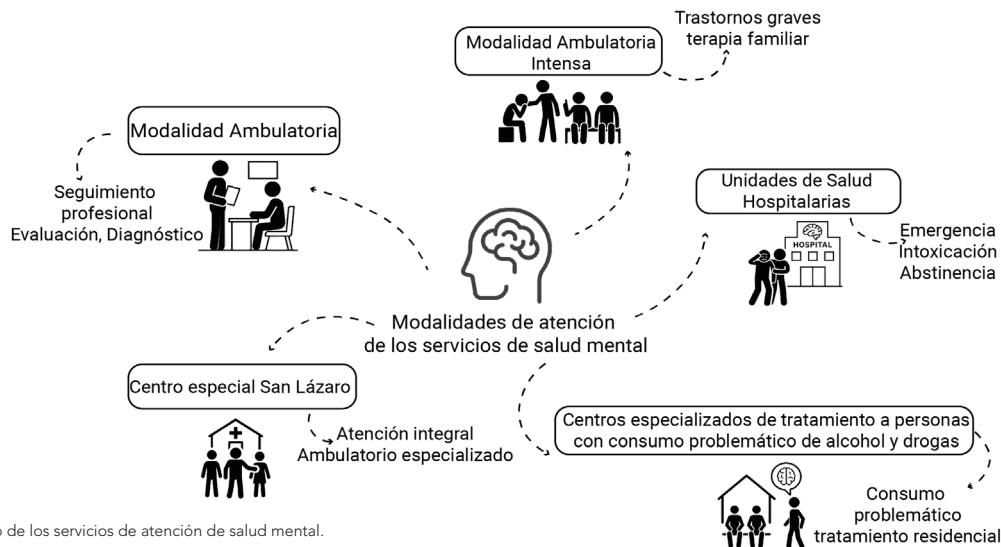 Trastornos graves
terapia familiar
Modalidad Ambulatoria
Intensa
Modalidad Ambulatoria
Seguimiento
profesional
Evaluación, Diagnóstico
Unidades de Salud
Hospitalarias
HOSPITAL
Emergencia
Intoxicación
Abstinencia
Modalidades de atención
de los servicios de salud mental
Centro especial San Lázaro
Atención integral
Ambulatorio especializado
Centros especializados de tratamiento a personas
con consumo problemático de alcohol y drogas
Consumo
problemático
tratamiento residencial
de los servicios de atención de salud mental.